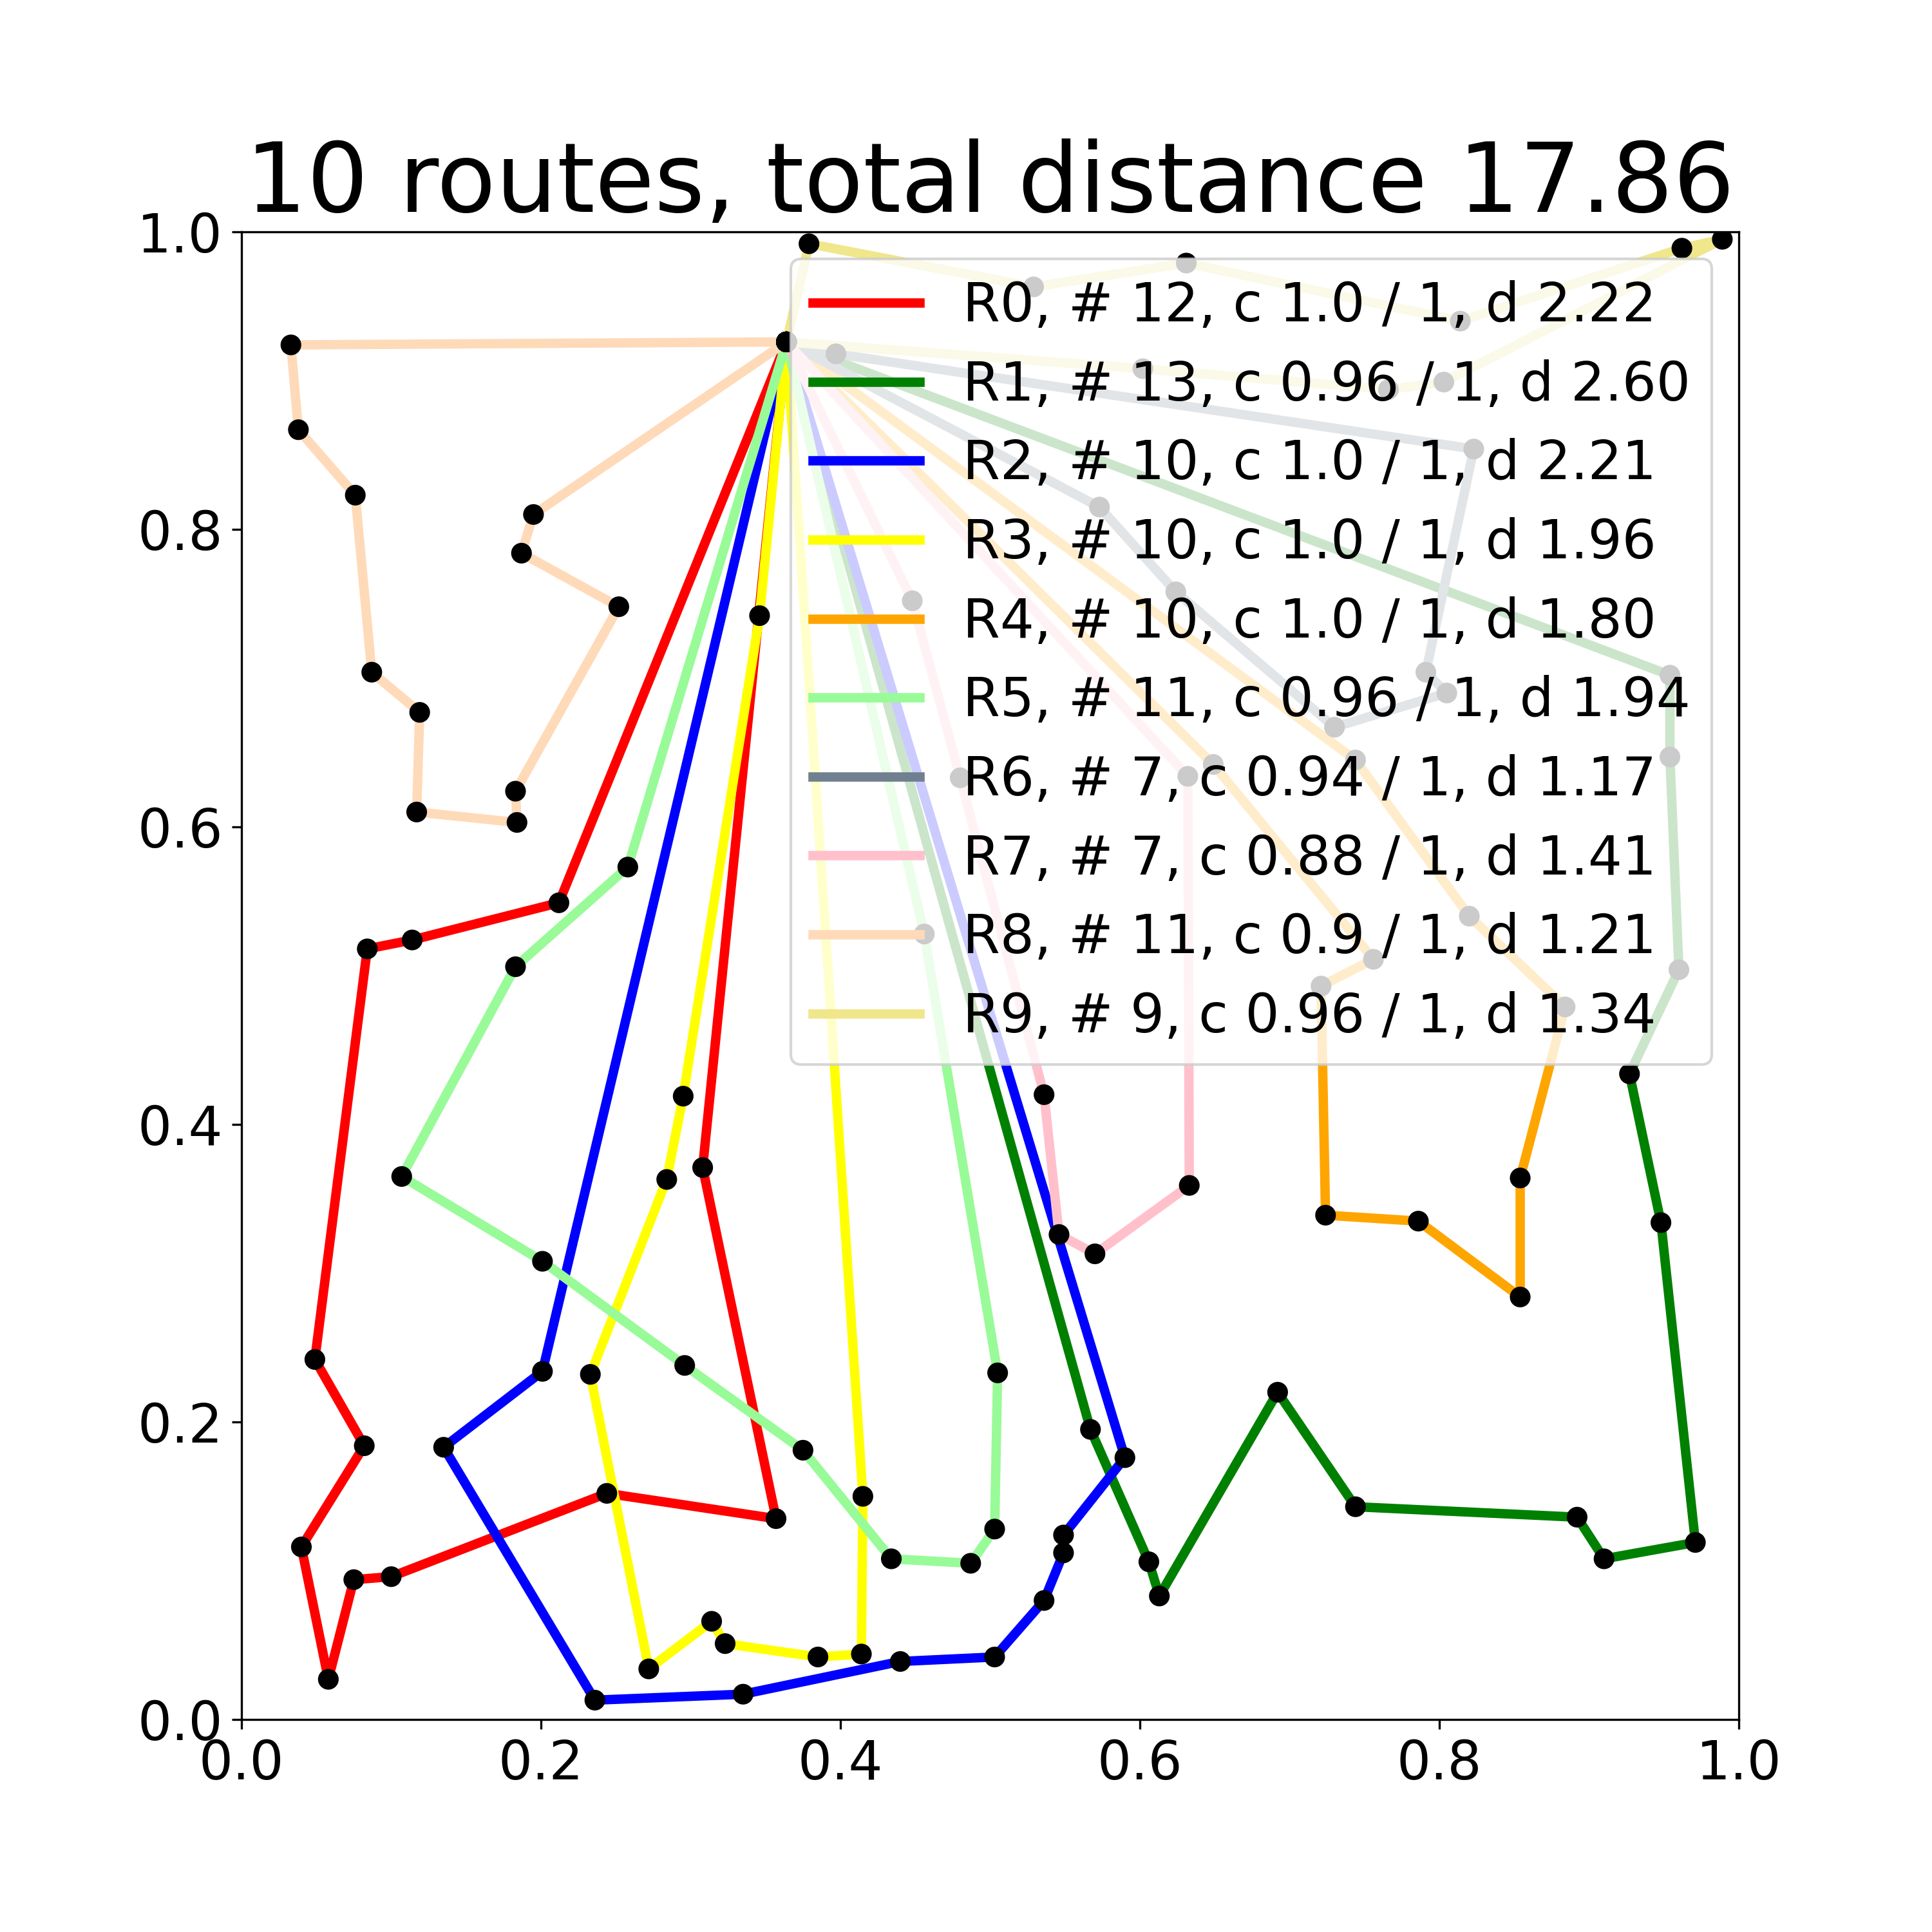 10 routes, total distance 17.86
1.0
0.8
0.6
0.4
0.2
0.0
R0, # 12, c 1.0 / 1, d 2.22
R1, # 13, c 0.96 / 1, d 2.60
R2, # 10, c 1.0 / 1, d 2.21
R3, # 10, c 1.0 / 1, d 1.96
R4, # 10, c 1.0 / 1, d 1.80
R5, # 11, c 0.96 / 1, d 1.94
R6, # 7, c 0.94 / 1, d 1.17
R7, # 7, c 0.88 / 1, d 1.41
R8, # 11, c 0.9 / 1, d 1.21
R9, # 9, c 0.96 / 1, d 1.34
0.0 0.2 0.4 0.6 0.8 1.0